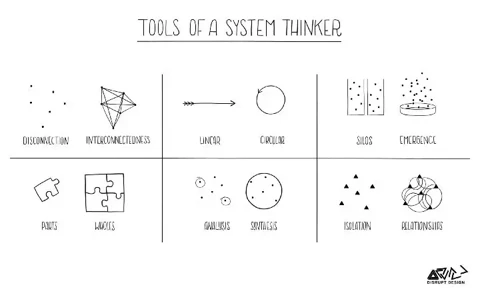 TOOLS OF A SYSTEM THINKER
DISCONNECTION INTERCONNECTEDNESS LINEAR CIRCULAR SILOS EMERGENCE
PARTS WHOLES ANALYSIS SYNTHESIS ISOLATION RELATIONSHIPS
DISRUPT DESIGN